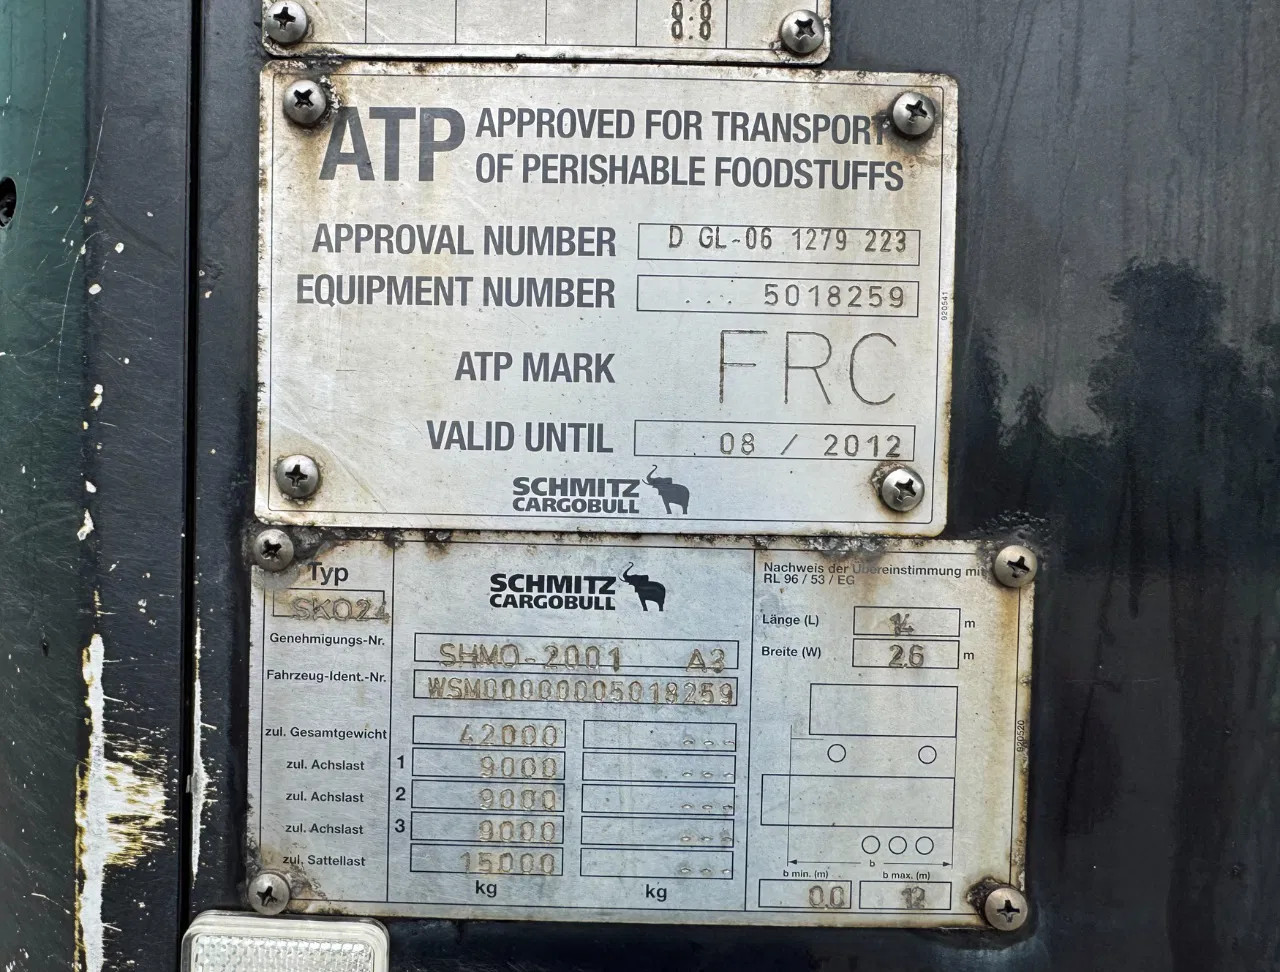 8:8
ATP APPROVED FOR TRANSPORT
OF PERISHABLE FOODSTUFFS
APPROVAL NUMBER D GL-06 1279 223
EQUIPMENT NUMBER ... 5018259
920541
ATP MARK FRC
VALID UNTIL 08 / 2012
SCHMITZ
CARGOBULL
Typ
SKO24
SCHMITZ
CARGOBULL
Nachweis der Übereinstimmung mit
RL 96 / 53 / EG
Genehmigungs-Nr. SHMO-2001 A3
Fahrzeug-Ident.-Nr. WSM00000005018259
Länge (L) 14 m
Breite (W) 2.6 m
zul. Gesamtgewicht 42000 ...
zul. Achslast 1 9000 ...
zul. Achslast 2 9000 ...
zul. Achslast 3 9000 ...
zul. Sattellast 15000 ...
kg kg
920520
b
b min. (m) b max. (m)
0.0 12